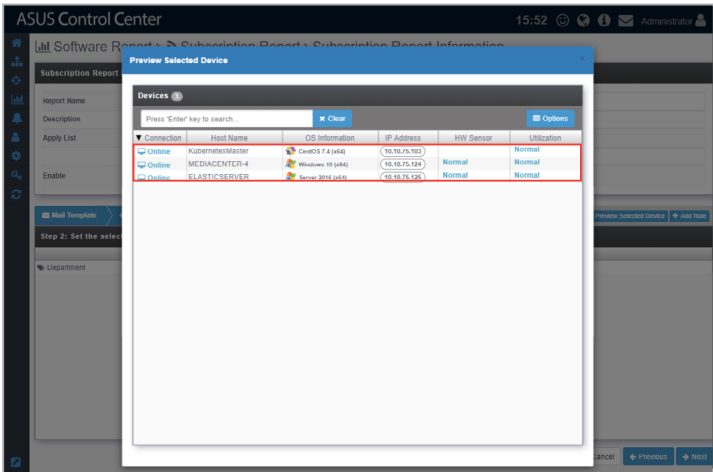 ASUS Control Center
15:52 Administrator
Software Report > Subscription Report > Subscription Report Information
Preview Selected Device
x
Subscription Report
Devices 3
Report Name
Press 'Enter' key to search...
Clear
Options
Description
Apply List
Connection Host Name OS Information IP Address HW Sensor Utilization
Online KubernetesMaster CentOS 7.4 (x64) 10.10.75.103 Normal
Online MEDIACENTER-4 Windows 10 (x64) 10.10.75.124 Normal Normal
Online ELASTICSERVER Server 2016 (x64) 10.10.75.125 Normal Normal
Enable
Mail Template
Preview Selected Device + Add Rule
Step 2: Set the selec
Department
Cancel Previous Next